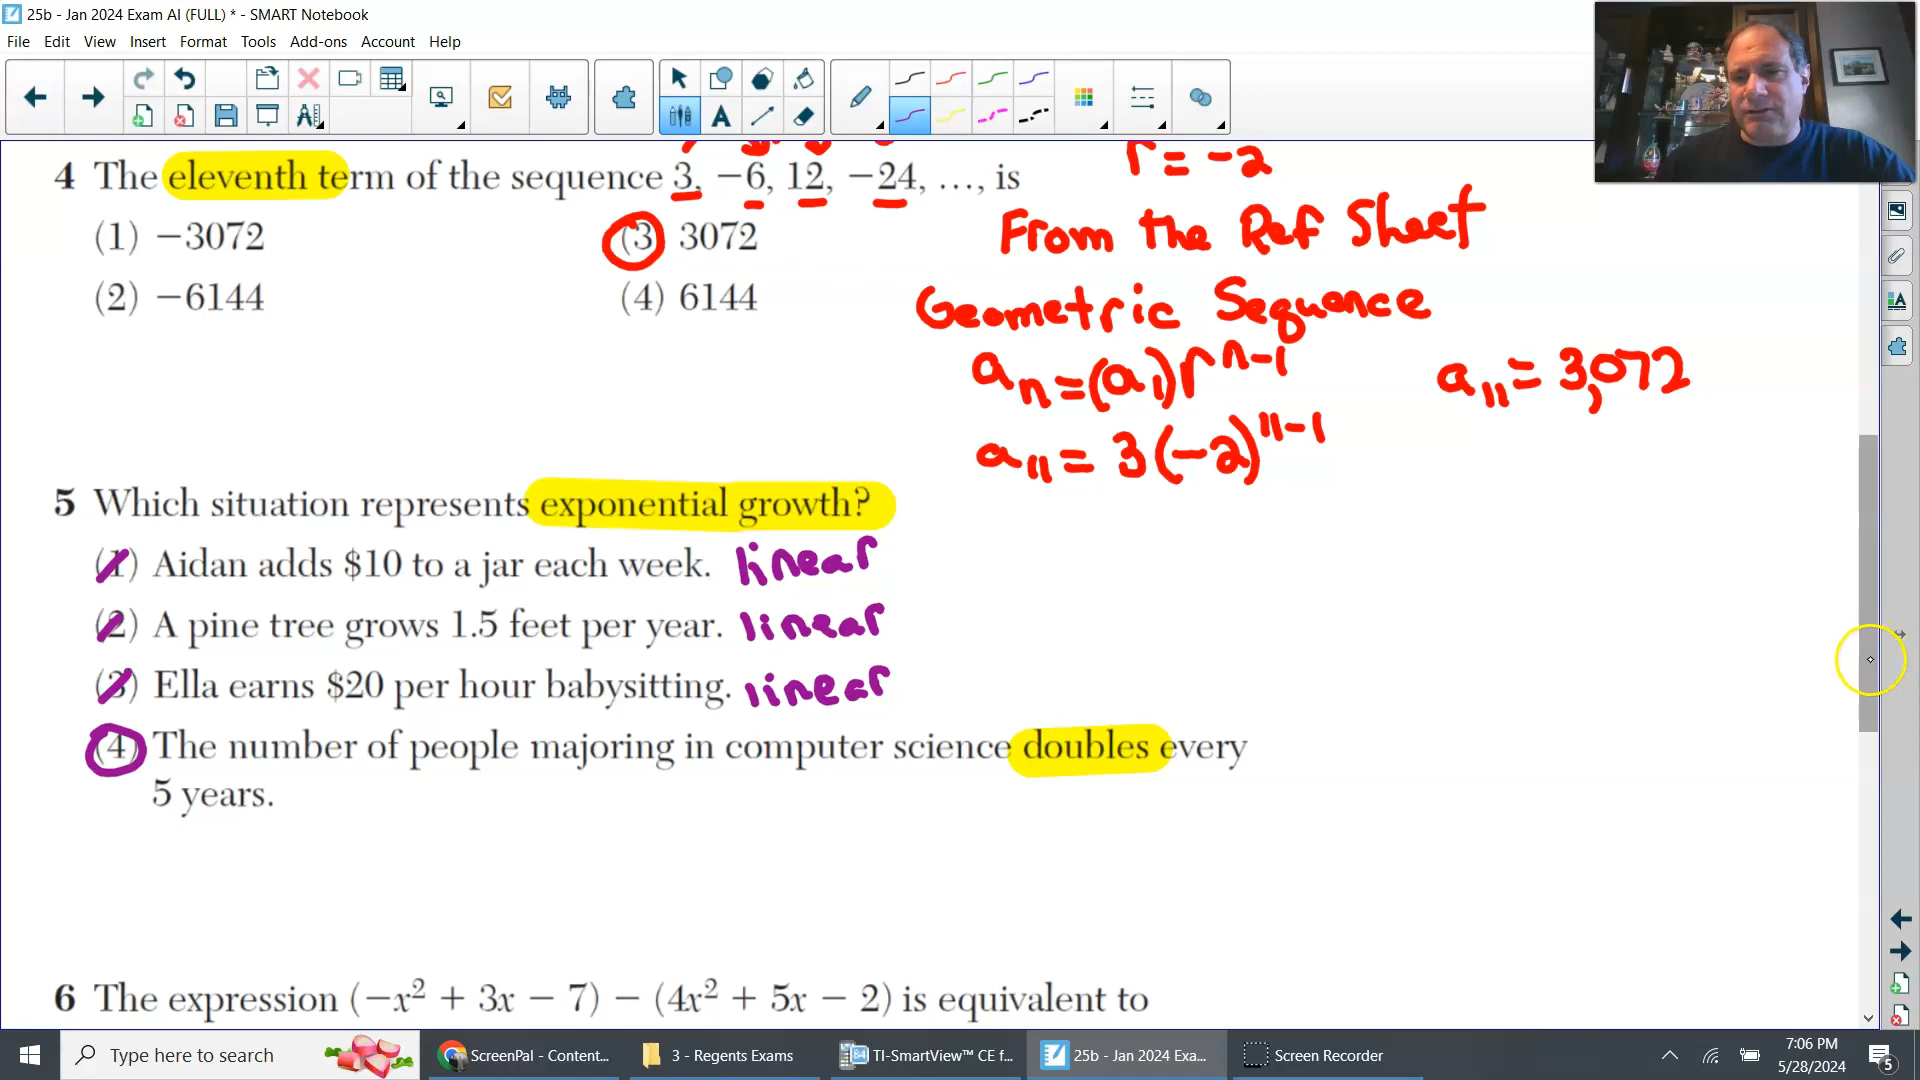 25b - Jan 2024 Exam AI (FULL) * - SMART Notebook
File Edit View Insert Format Tools Add-ons Account Help
r = -2
4 The eleventh term of the sequence 3, −6, 12, −24, …, is
(1) −3072 (3) 3072
(2) −6144 (4) 6144
From the Ref Sheet
Geometric Sequence
aₙ = (a₁) rⁿ⁻¹
a₁₁ = 3,072
a₁₁ = 3(-2)¹¹⁻¹
5 Which situation represents exponential growth?
(1) Aidan adds $10 to a jar each week. linear
(2) A pine tree grows 1.5 feet per year. linear
(3) Ella earns $20 per hour babysitting. linear
(4) The number of people majoring in computer science doubles every
5 years.
6 The expression (−x² + 3x − 7) − (4x² + 5x − 2) is equivalent to
Type here to search
ScreenPal - Content...
3 - Regents Exams
TI-SmartView™ CE f...
25b - Jan 2024 Exa...
Screen Recorder
7:06 PM
5/28/2024
5